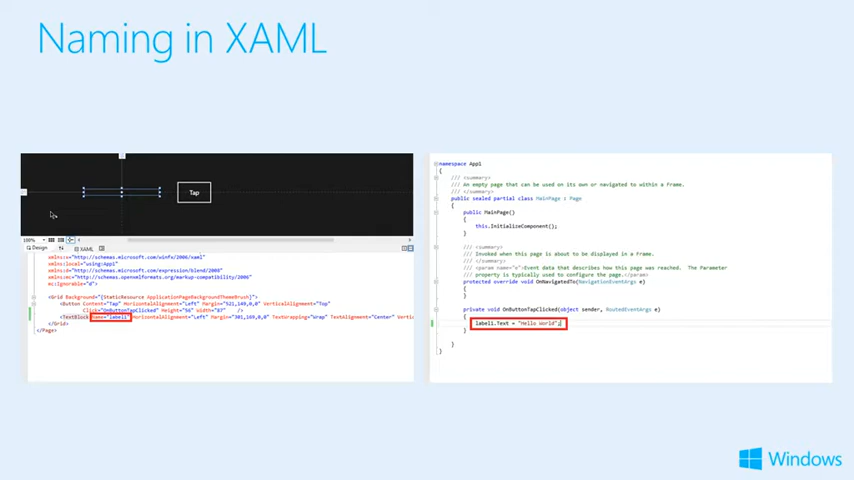 Naming in XAML
Tap
100%
Design
XAML
xmlns:x="http://schemas.microsoft.com/winfx/2006/xaml"
xmlns:local="using:App1"
xmlns:d="http://schemas.microsoft.com/expression/blend/2008"
xmlns:mc="http://schemas.openxmlformats.org/markup-compatibility/2006"
mc:Ignorable="d">
<Grid Background="{StaticResource ApplicationPageBackgroundThemeBrush}">
<Button Content="Tap" HorizontalAlignment="Left" Margin="521,149,0,0" VerticalAlignment="Top"
Click="OnButtonTapClicked" Height="56" Width="87" />
<TextBlock Name="label1" HorizontalAlignment="Left" Margin="301,149,0,0" TextWrapping="Wrap" TextAlignment="Center" Vertic
</Grid>
</Page>
namespace App1
{
/// <summary>
/// An empty page that can be used on its own or navigated to within a Frame.
/// </summary>
public sealed partial class MainPage : Page
{
public MainPage()
{
this.InitializeComponent();
}
/// <summary>
/// Invoked when this page is about to be displayed in a Frame.
/// </summary>
/// <param name="e">Event data that describes how this page was reached. The Parameter
/// property is typically used to configure the page.</param>
protected override void OnNavigatedTo(NavigationEventArgs e)
{
}
private void OnButtonTapClicked(object sender, RoutedEventArgs e)
{
label1.Text = "Hello World";
}
}
}
Windows